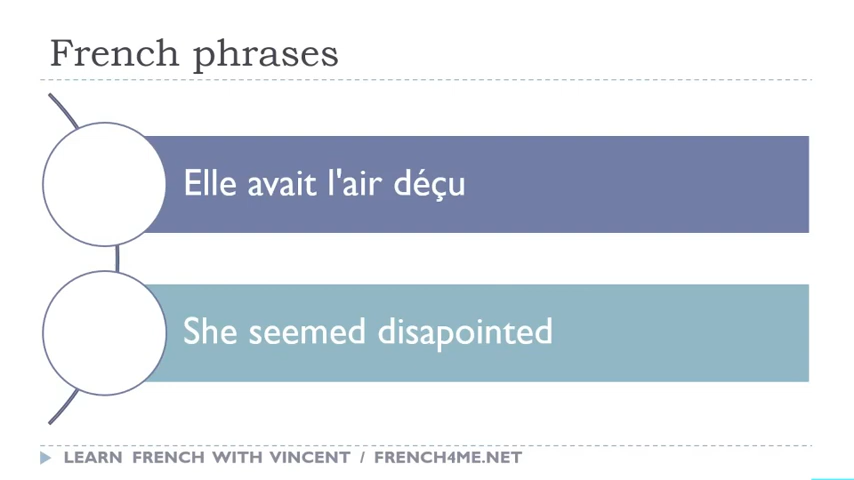 French phrases
Elle avait l'air déçu
She seemed disapointed
LEARN FRENCH WITH VINCENT / FRENCH4ME.NET